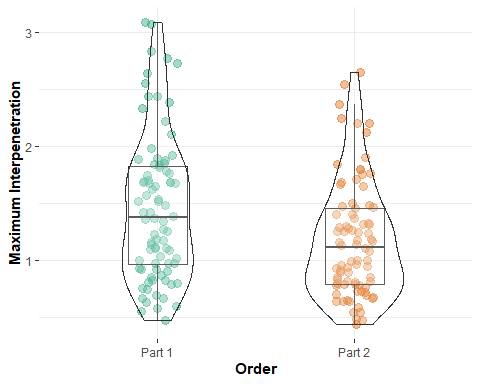 Maximum Interpenetration
3
2
1
Part 1
Part 2
Order